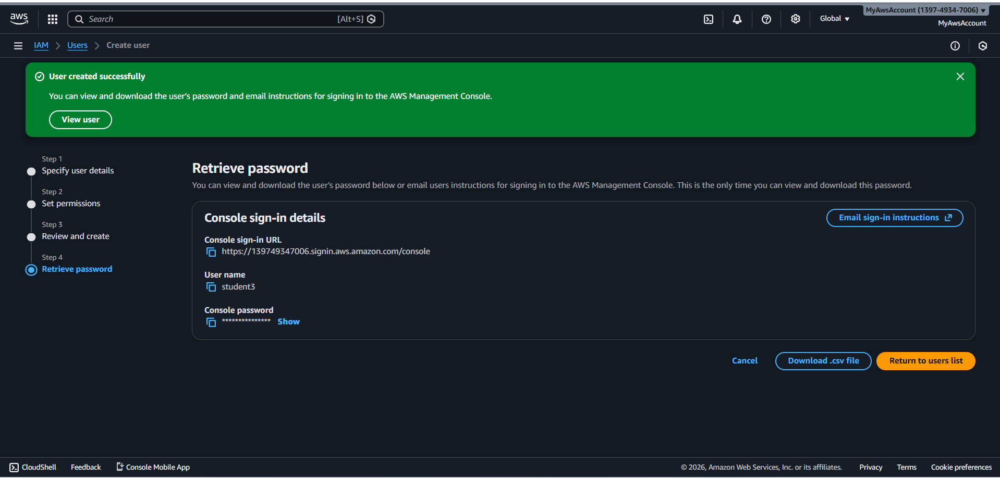 aws
Search [Alt+S]
Global
MyAwsAccount (1397-4934-7006)
MyAwsAccount
IAM Users Create user
User created successfully
You can view and download the user’s password and email instructions for signing in to the AWS Management Console.
View user
Step 1
Specify user details
Step 2
Set permissions
Step 3
Review and create
Step 4
Retrieve password
Retrieve password
You can view and download the user's password below or email users instructions for signing in to the AWS Management Console. This is the only time you can view and download this password.
Console sign-in details
Email sign-in instructions
Console sign-in URL
https://139749347006.signin.aws.amazon.com/console
User name
student3
Console password
*************** Show
Cancel Download .csv file Return to users list
CloudShell Feedback Console Mobile App © 2026, Amazon Web Services, Inc. or its affiliates. Privacy Terms Cookie preferences